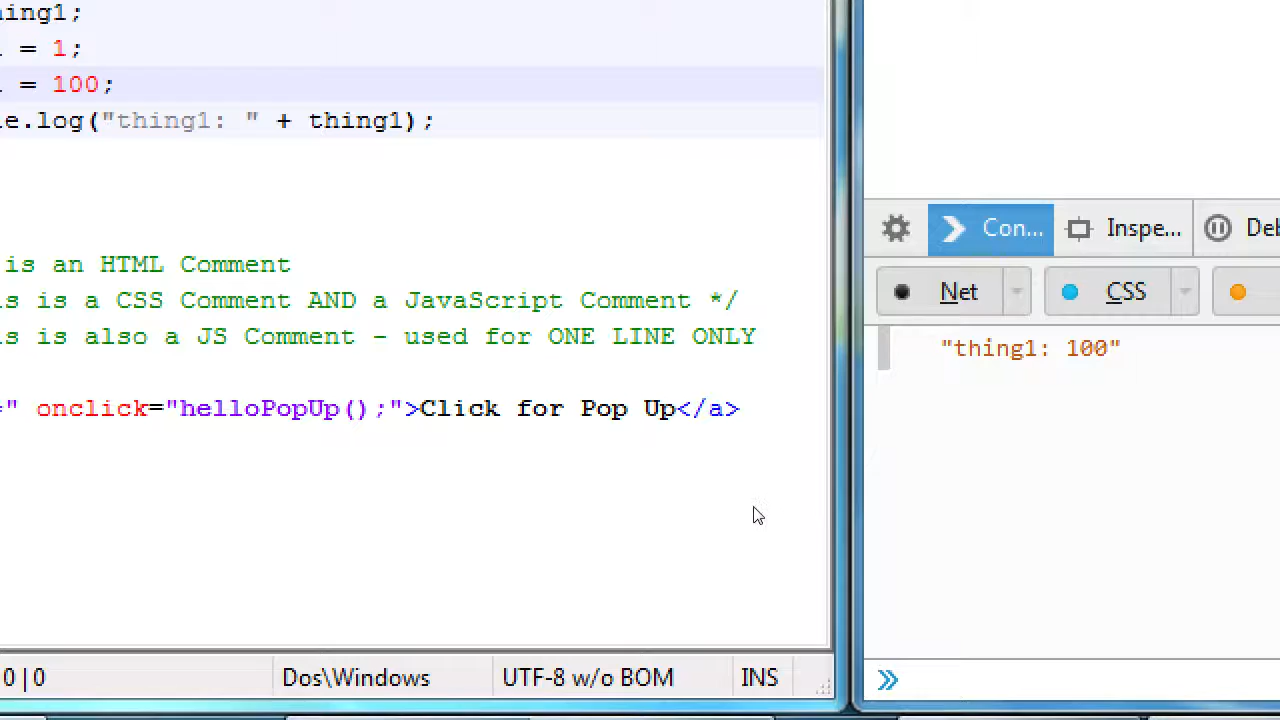 ing1;
= 1;
= 100;
e.log("thing1: " + thing1);
is an HTML Comment
s is a CSS Comment AND a JavaScript Comment */
s is also a JS Comment - used for ONE LINE ONLY
" onclick="helloPopUp();">Click for Pop Up</a>
0 | 0 Dos\Windows UTF-8 w/o BOM INS
Con... Inspe... Deb
Net CSS
"thing1: 100"